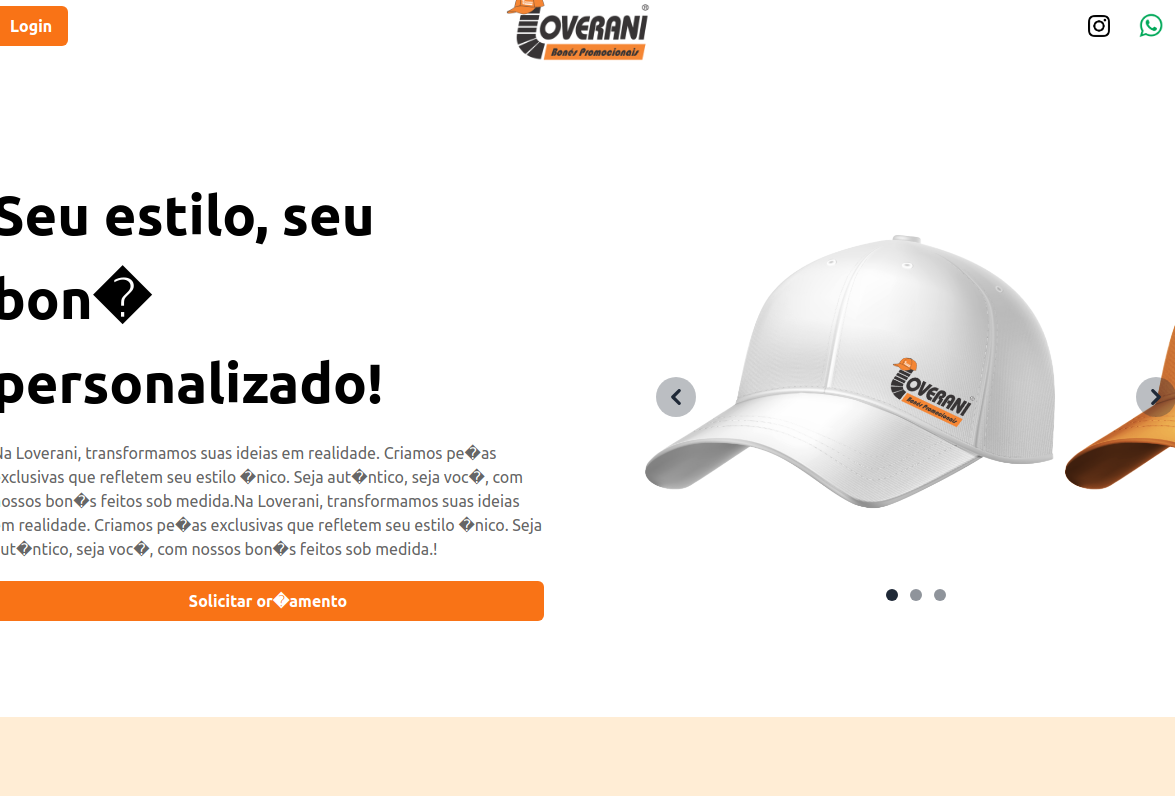 Login
LOVERANI
®
Bonés Promocionais
Seu estilo, seu
bon�
personalizado!
Na Loverani, transformamos suas ideias em realidade. Criamos pe�as
exclusivas que refletem seu estilo �nico. Seja aut�ntico, seja voc�, com
nossos bon�s feitos sob medida.Na Loverani, transformamos suas ideias
em realidade. Criamos pe�as exclusivas que refletem seu estilo �nico. Seja
aut�ntico, seja voc�, com nossos bon�s feitos sob medida.!
Solicitar or�amento
LOVERANI
®
Bonés Promocionais